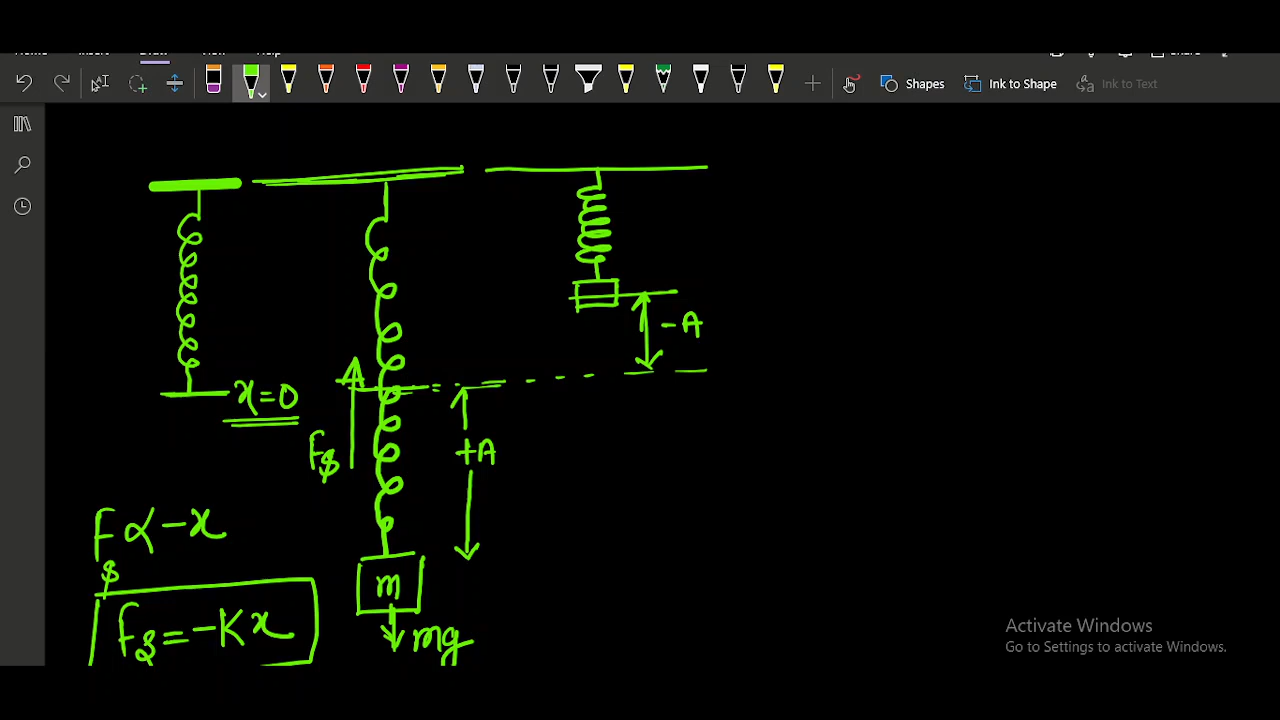 Shapes
Ink to Shape
Ink to Text
-A
x=0
+A
Fs
F α -x
s
m
Fs = -Kx
mg
Activate Windows
Go to Settings to activate Windows.